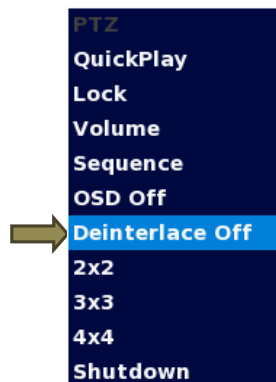 PTZ
QuickPlay
Lock
Volume
Sequence
OSD Off
Deinterlace Off
2x2
3x3
4x4
Shutdown